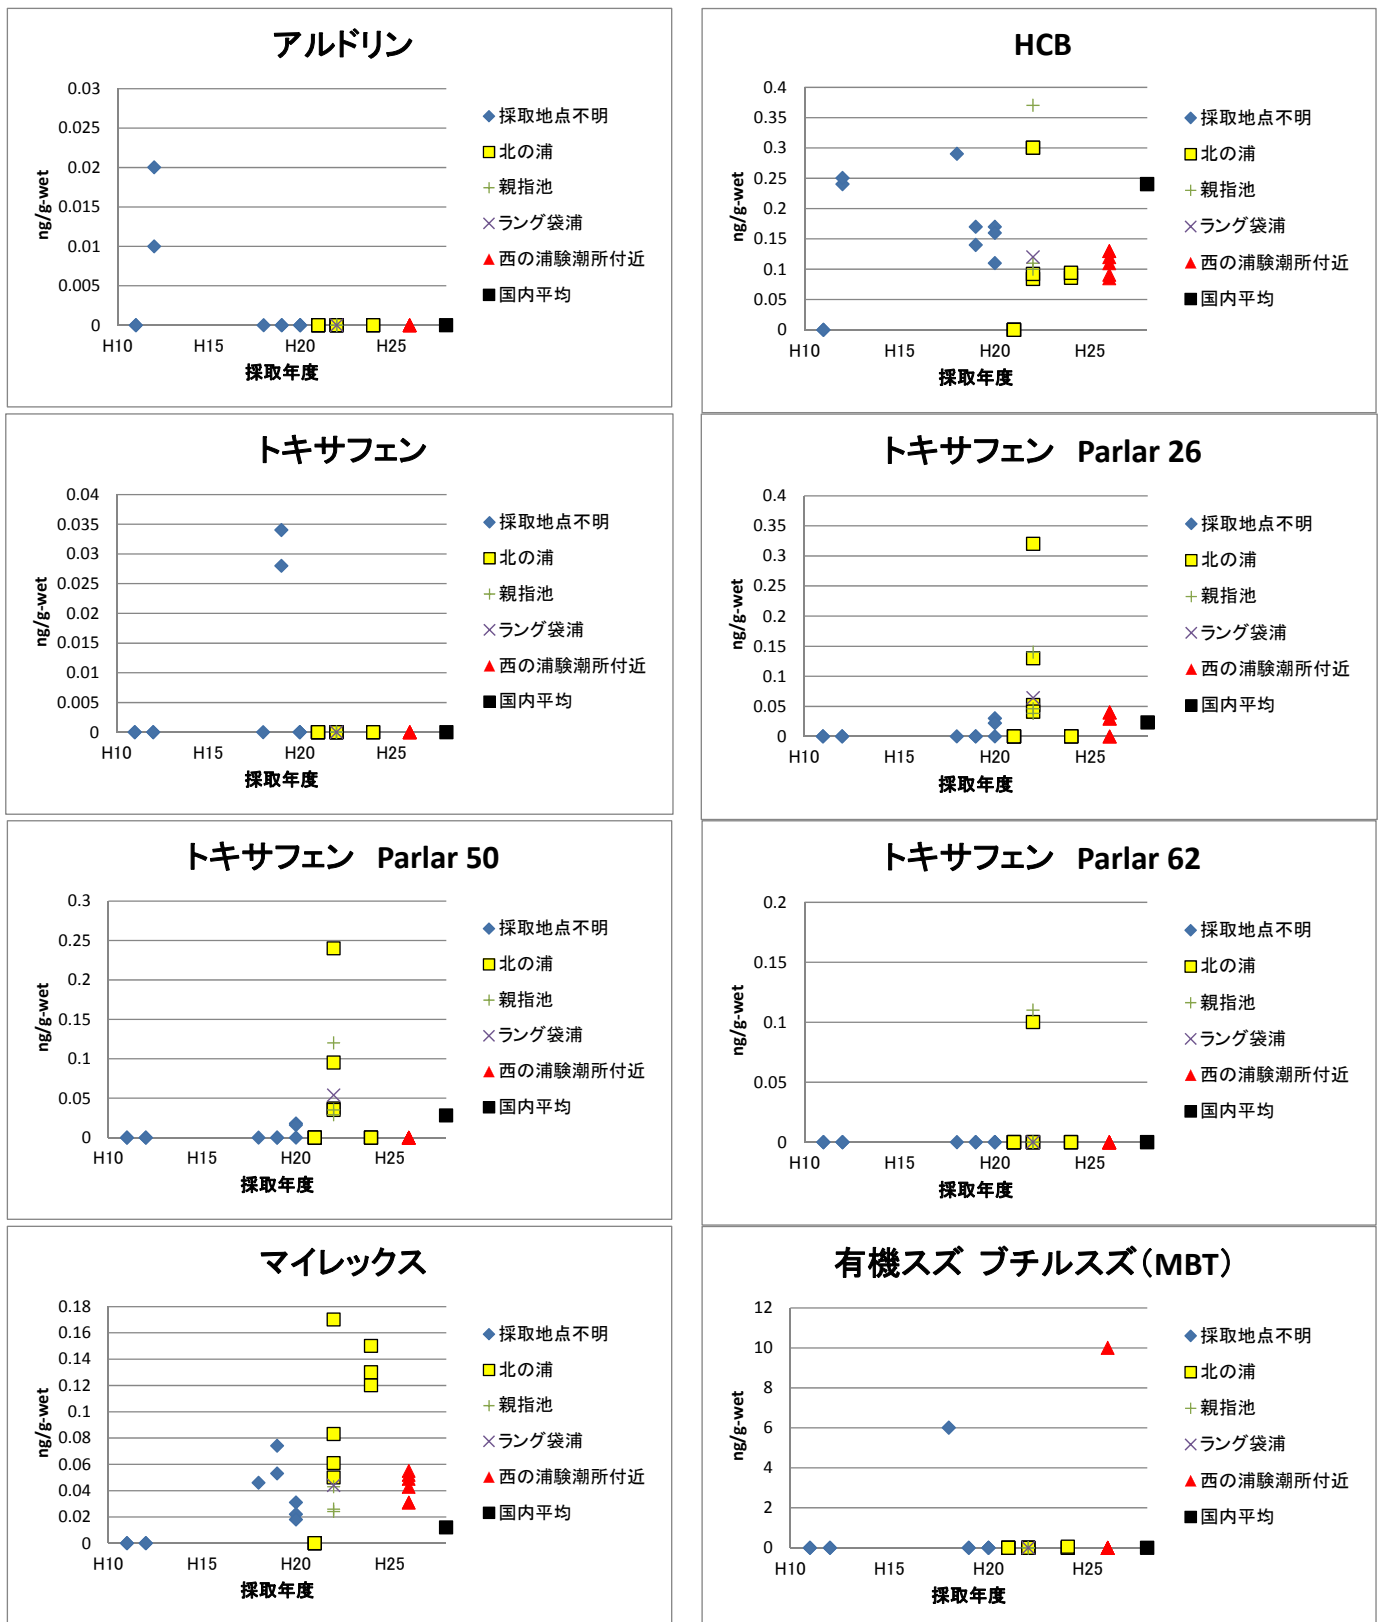 アルドリン
0.03
0.025
0.02
0.015
0.01
0.005
0
ng/g-wet
H10 H15 H20 H25
採取年度
採取地点不明
北の浦
親指池
ラング袋浦
西の浦験潮所付近
国内平均
HCB
0.4
0.35
0.3
0.25
0.2
0.15
0.1
0.05
0
ng/g-wet
H10 H15 H20 H25
採取年度
採取地点不明
北の浦
親指池
ラング袋浦
西の浦験潮所付近
国内平均
トキサフェン
0.04
0.035
0.03
0.025
0.02
0.015
0.01
0.005
0
ng/g-wet
H10 H15 H20 H25
採取年度
採取地点不明
北の浦
親指池
ラング袋浦
西の浦験潮所付近
国内平均
トキサフェン Parlar 26
0.4
0.35
0.3
0.25
0.2
0.15
0.1
0.05
0
ng/g-wet
H10 H15 H20 H25
採取年度
採取地点不明
北の浦
親指池
ラング袋浦
西の浦験潮所付近
国内平均
トキサフェン Parlar 50
0.3
0.25
0.2
0.15
0.1
0.05
0
ng/g-wet
H10 H15 H20 H25
採取年度
採取地点不明
北の浦
親指池
ラング袋浦
西の浦験潮所付近
国内平均
トキサフェン Parlar 62
0.2
0.15
0.1
0.05
0
ng/g-wet
H10 H15 H20 H25
採取年度
採取地点不明
北の浦
親指池
ラング袋浦
西の浦験潮所付近
国内平均
マイレックス
0.18
0.16
0.14
0.12
0.1
0.08
0.06
0.04
0.02
0
ng/g-wet
H10 H15 H20 H25
採取年度
採取地点不明
北の浦
親指池
ラング袋浦
西の浦験潮所付近
国内平均
有機スズ ブチルスズ（MBT）
12
10
8
6
4
2
0
ng/g-wet
H10 H15 H20 H25
採取年度
採取地点不明
北の浦
親指池
ラング袋浦
西の浦験潮所付近
国内平均